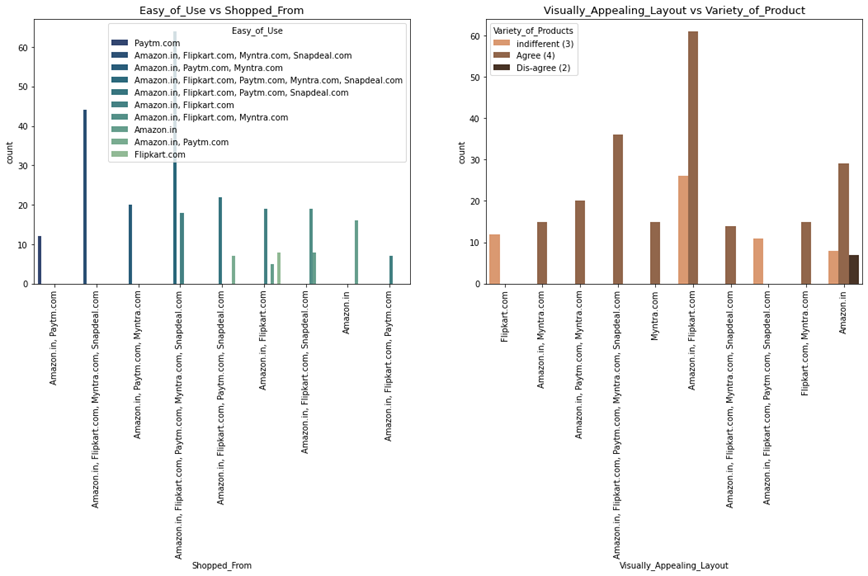 Easy_of_Use vs Shopped_From
Easy_of_Use
Paytm.com
Amazon.in, Flipkart.com, Myntra.com, Snapdeal.com
Amazon.in, Paytm.com, Myntra.com
Amazon.in, Flipkart.com, Paytm.com, Myntra.com, Snapdeal.com
Amazon.in, Flipkart.com, Paytm.com, Snapdeal.com
Amazon.in, Flipkart.com
Amazon.in, Flipkart.com, Myntra.com
Amazon.in
Amazon.in, Paytm.com
Flipkart.com
60
50
40
30
20
10
0
count
Amazon.in, Paytm.com
Amazon.in, Flipkart.com, Myntra.com, Snapdeal.com
Amazon.in, Paytm.com, Myntra.com
Amazon.in, Flipkart.com, Paytm.com, Myntra.com, Snapdeal.com
Amazon.in, Flipkart.com, Paytm.com, Snapdeal.com
Amazon.in, Flipkart.com
Amazon.in, Flipkart.com, Snapdeal.com
Amazon.in
Amazon.in, Flipkart.com, Paytm.com
Shopped_From
Visually_Appealing_Layout vs Variety_of_Product
Variety_of_Products
indifferent (3)
Agree (4)
Dis-agree (2)
60
50
40
30
20
10
0
count
Flipkart.com
Amazon.in, Myntra.com
Amazon.in, Paytm.com, Myntra.com
Amazon.in, Flipkart.com, Paytm.com, Myntra.com, Snapdeal.com
Myntra.com
Amazon.in, Flipkart.com
Amazon.in, Myntra.com, Snapdeal.com
Amazon.in, Flipkart.com, Paytm.com, Snapdeal.com
Flipkart.com, Myntra.com
Amazon.in
Visually_Appealing_Layout